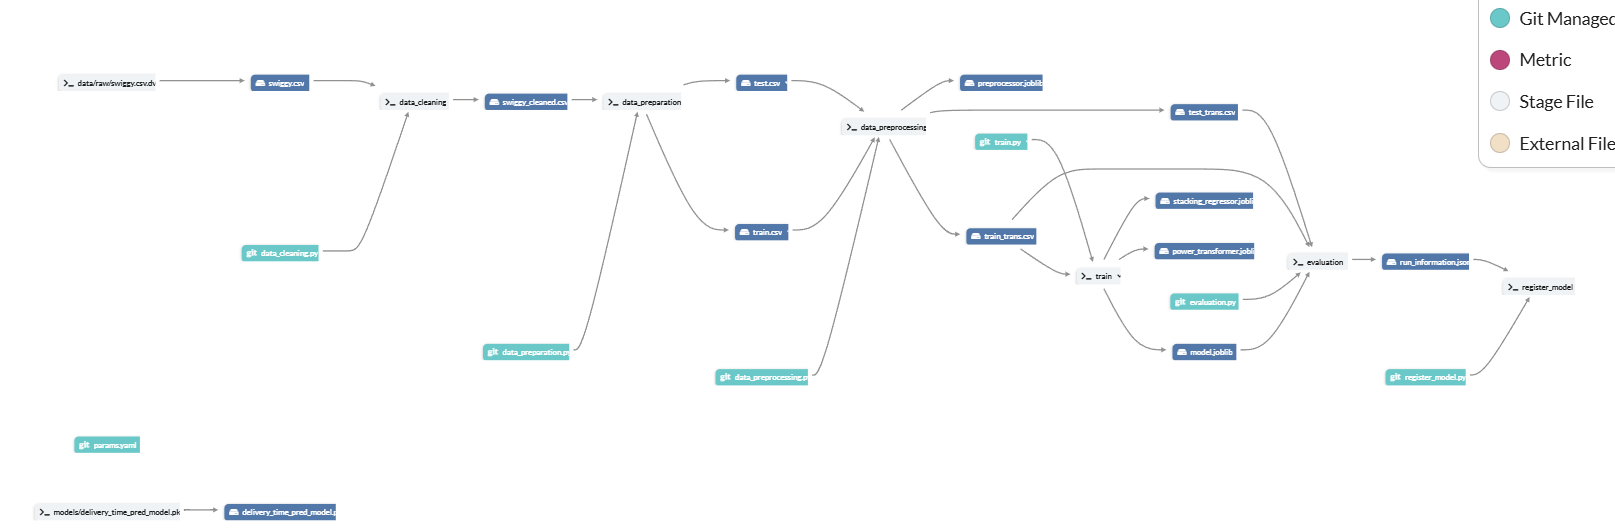 Git Managed
Metric
Stage File
External File
>_ data/raw/swiggy.csv.dv
swiggy.csv
>_ data_cleaning
swiggy_cleaned.csv
>_ data_preparation
test.csv
>_ data_preprocessing
preprocessor.joblib
test_trans.csv
git train.py
stacking_regressor.jobli
train.csv
train_trans.csv
git data_cleaning.py
power_transformer.jobli
>_ train
>_ evaluation
run_information.json
>_ register_model
git evaluation.py
git data_preparation.py
model.joblib
git data_preprocessing.p
git register_model.py
git params.yaml
>_ models/delivery_time_pred_model.pk
delivery_time_pred_model.p